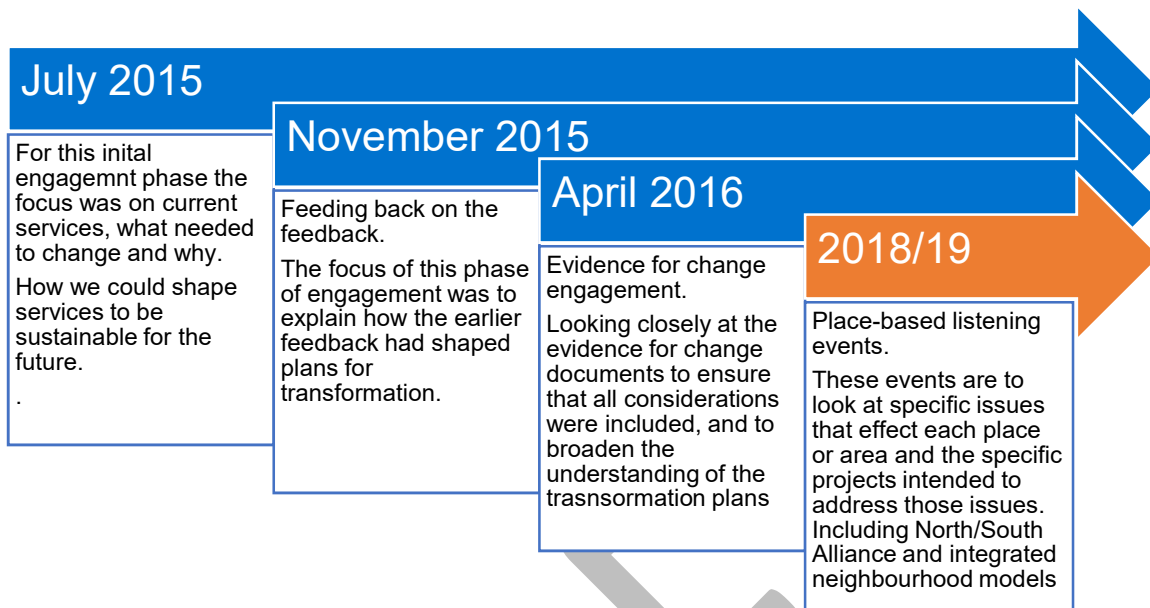 July 2015
For this inital
engagemnt phase the
focus was on current
services, what needed
to change and why.
How we could shape
services to be
sustainable for the
future.
.
November 2015
Feeding back on the
feedback.
The focus of this phase
of engagement was to
explain how the earlier
feedback had shaped
plans for
transformation.
April 2016
Evidence for change
engagement.
Looking closely at the
evidence for change
documents to ensure
that all considerations
were included, and to
broaden the
understanding of the
trasnsormation plans
2018/19
Place-based listening
events.
These events are to
look at specific issues
that effect each place
or area and the specific
projects intended to
address those issues.
Including North/South
Alliance and integrated
neighbourhood models